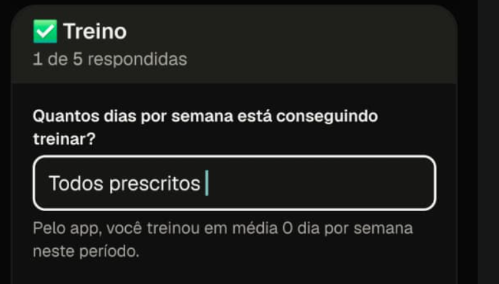 ✅ Treino
1 de 5 respondidas
Quantos dias por semana está conseguindo
treinar?
Todos prescritos
Pelo app, você treinou em média 0 dia por semana
neste período.